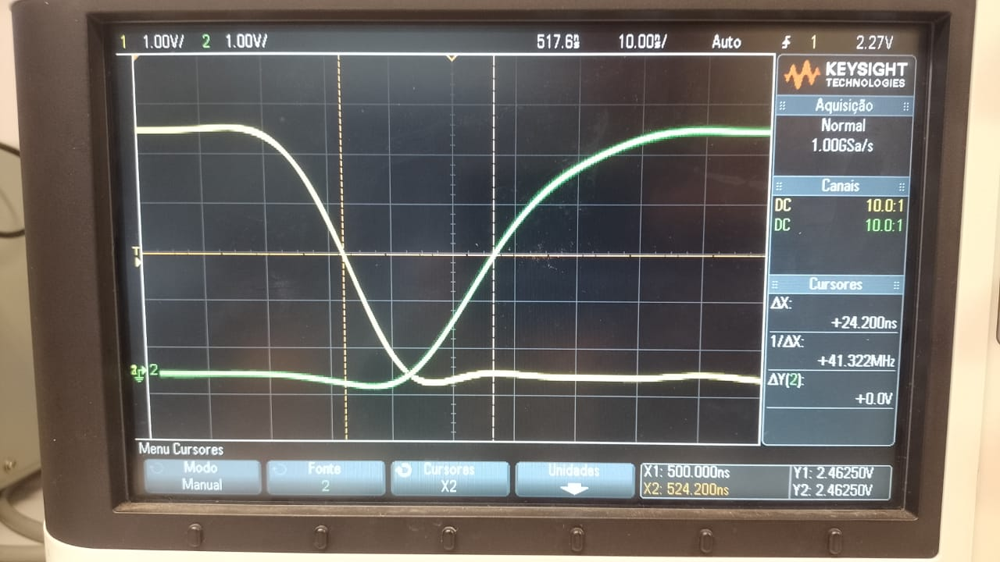 1 1.00V/ 2 1.00V/ 517.6ns 10.00ns/ Auto 1 2.27V
KEYSIGHT
TECHNOLOGIES
Aquisição
Normal
1.00GSa/s
Canais
DC 10.0:1
DC 10.0:1
T
2
Cursores
ΔX:
+24.200ns
1/ΔX:
+41.322MHz
ΔY(2):
+0.0V
Menu Cursores
Modo
Manual
Fonte
2
Cursores
X2
Unidades
X1: 500.000ns
X2: 524.200ns
Y1: 2.46250V
Y2: 2.46250V